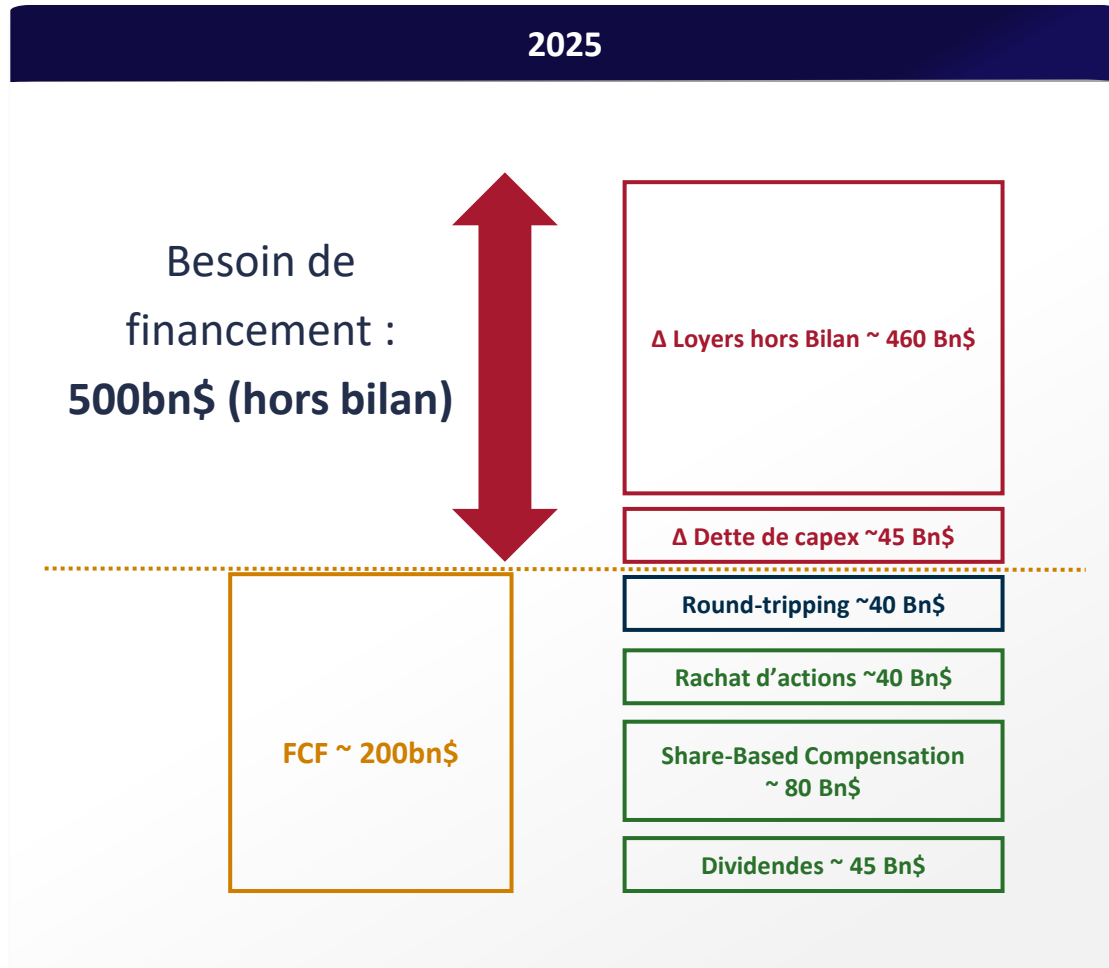 2025
Besoin de
financement :
500bn$ (hors bilan)
Δ Loyers hors Bilan ~ 460 Bn$
Δ Dette de capex ~45 Bn$
Round-tripping ~40 Bn$
Rachat d’actions ~40 Bn$
FCF ~ 200bn$
Share-Based Compensation
~ 80 Bn$
Dividendes ~ 45 Bn$